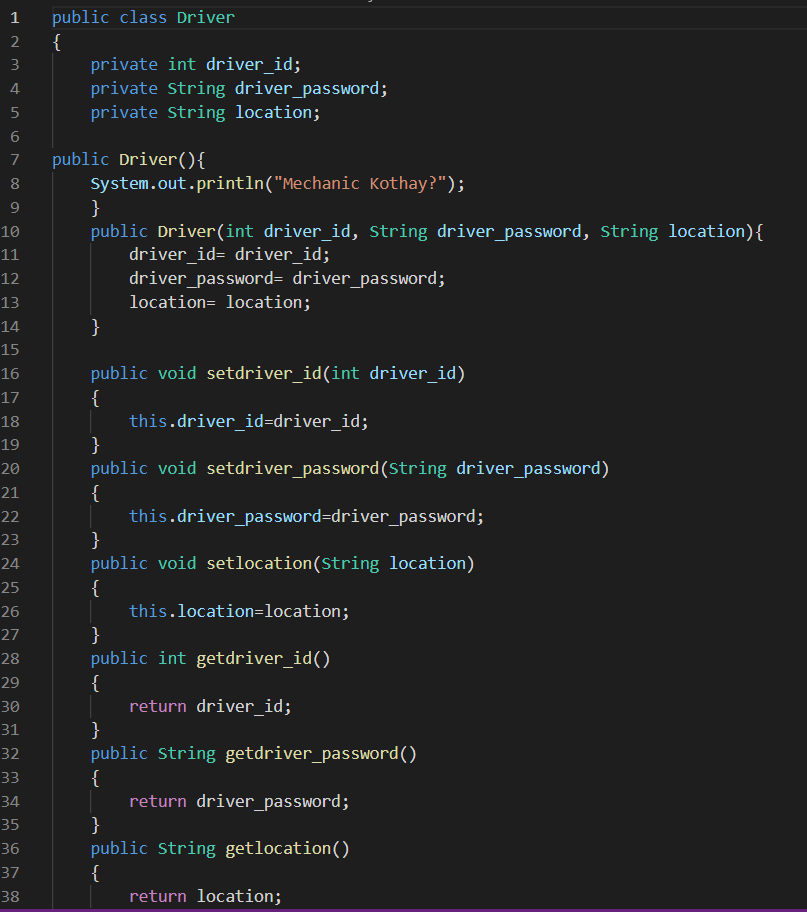 1 public class Driver
2 {
3 private int driver_id;
4 private String driver_password;
5 private String location;
6
7 public Driver(){
8 System.out.println("Mechanic Kothay?");
9 }
10 public Driver(int driver_id, String driver_password, String location){
11 driver_id= driver_id;
12 driver_password= driver_password;
13 location= location;
14 }
15
16 public void setdriver_id(int driver_id)
17 {
18 this.driver_id=driver_id;
19 }
20 public void setdriver_password(String driver_password)
21 {
22 this.driver_password=driver_password;
23 }
24 public void setlocation(String location)
25 {
26 this.location=location;
27 }
28 public int getdriver_id()
29 {
30 return driver_id;
31 }
32 public String getdriver_password()
33 {
34 return driver_password;
35 }
36 public String getlocation()
37 {
38 return location;